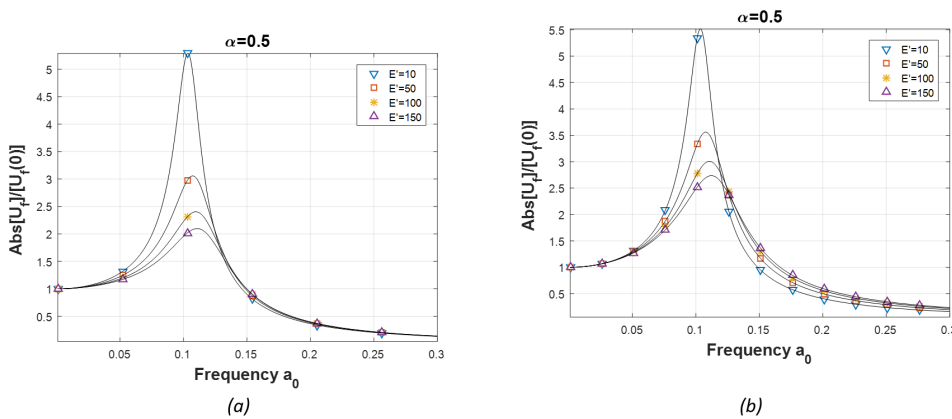 α=0.5
Abs[U_f]/[U_f(0)]
5
4.5
4
3.5
3
2.5
2
1.5
1
0.5
E'=10
E'=50
E'=100
E'=150
0.05
0.1
0.15
0.2
0.25
0.3
Frequency a_0
(a)
α=0.5
Abs[U_f]/[U_f(0)]
5.5
5
4.5
4
3.5
3
2.5
2
1.5
1
0.5
E'=10
E'=50
E'=100
E'=150
0.05
0.1
0.15
0.2
0.25
0.3
Frequency a_0
(b)